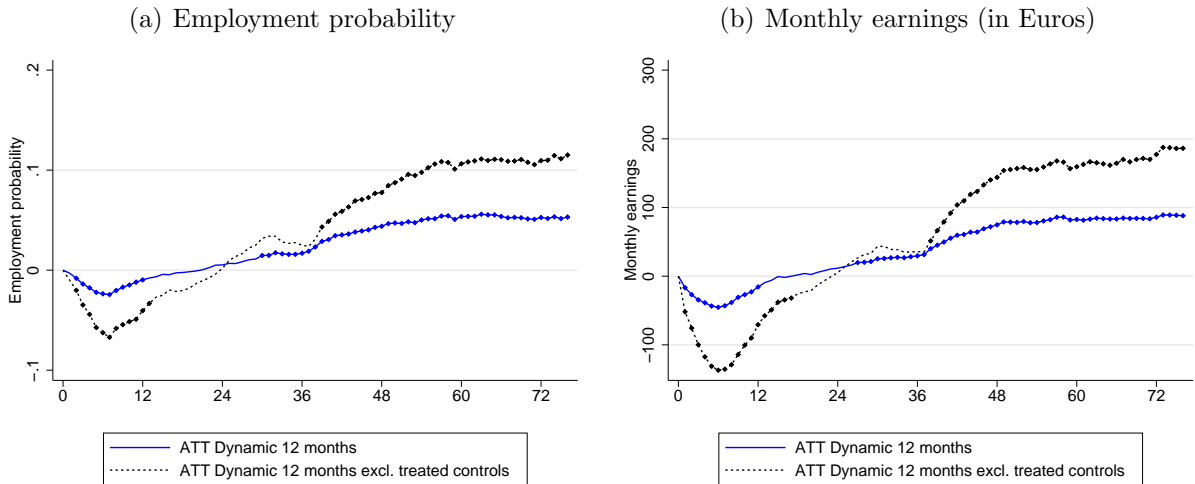 (a) Employment probability
Employment probability
.2
.1
0
-.1
0 12 24 36 48 60 72
ATT Dynamic 12 months
ATT Dynamic 12 months excl. treated controls
(b) Monthly earnings (in Euros)
Monthly earnings
300
200
100
0
-100
0 12 24 36 48 60 72
ATT Dynamic 12 months
ATT Dynamic 12 months excl. treated controls